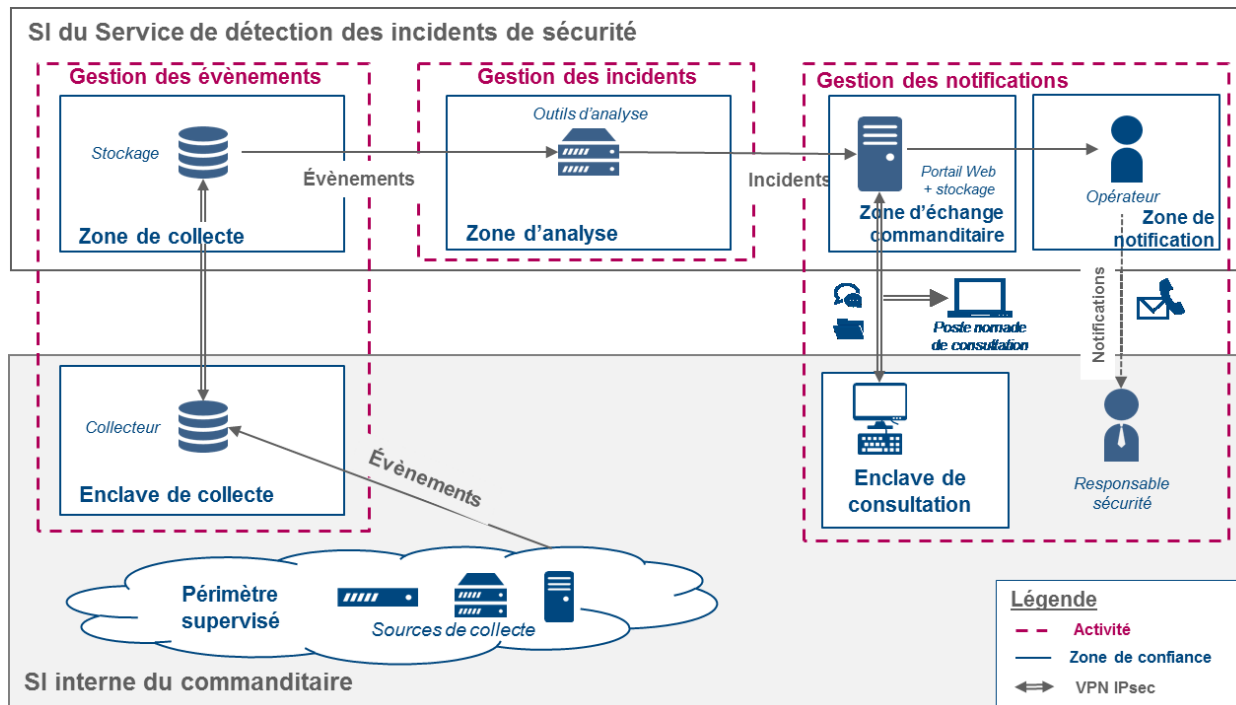 SI du Service de détection des incidents de sécurité
Gestion des évènements
Gestion des incidents
Gestion des notifications
Stockage
Zone de collecte
Évènements
Outils d'analyse
Zone d'analyse
Incidents
Portail Web
+ stockage
Zone d'échange
commanditaire
Opérateur
Zone de
notification
Poste nomade
de consultation
Notifications
Collecteur
Enclave de collecte
Évènements
Enclave de
consultation
Responsable
sécurité
Périmètre
supervisé
Sources de collecte
SI interne du commanditaire
Légende
Activité
Zone de confiance
VPN IPsec